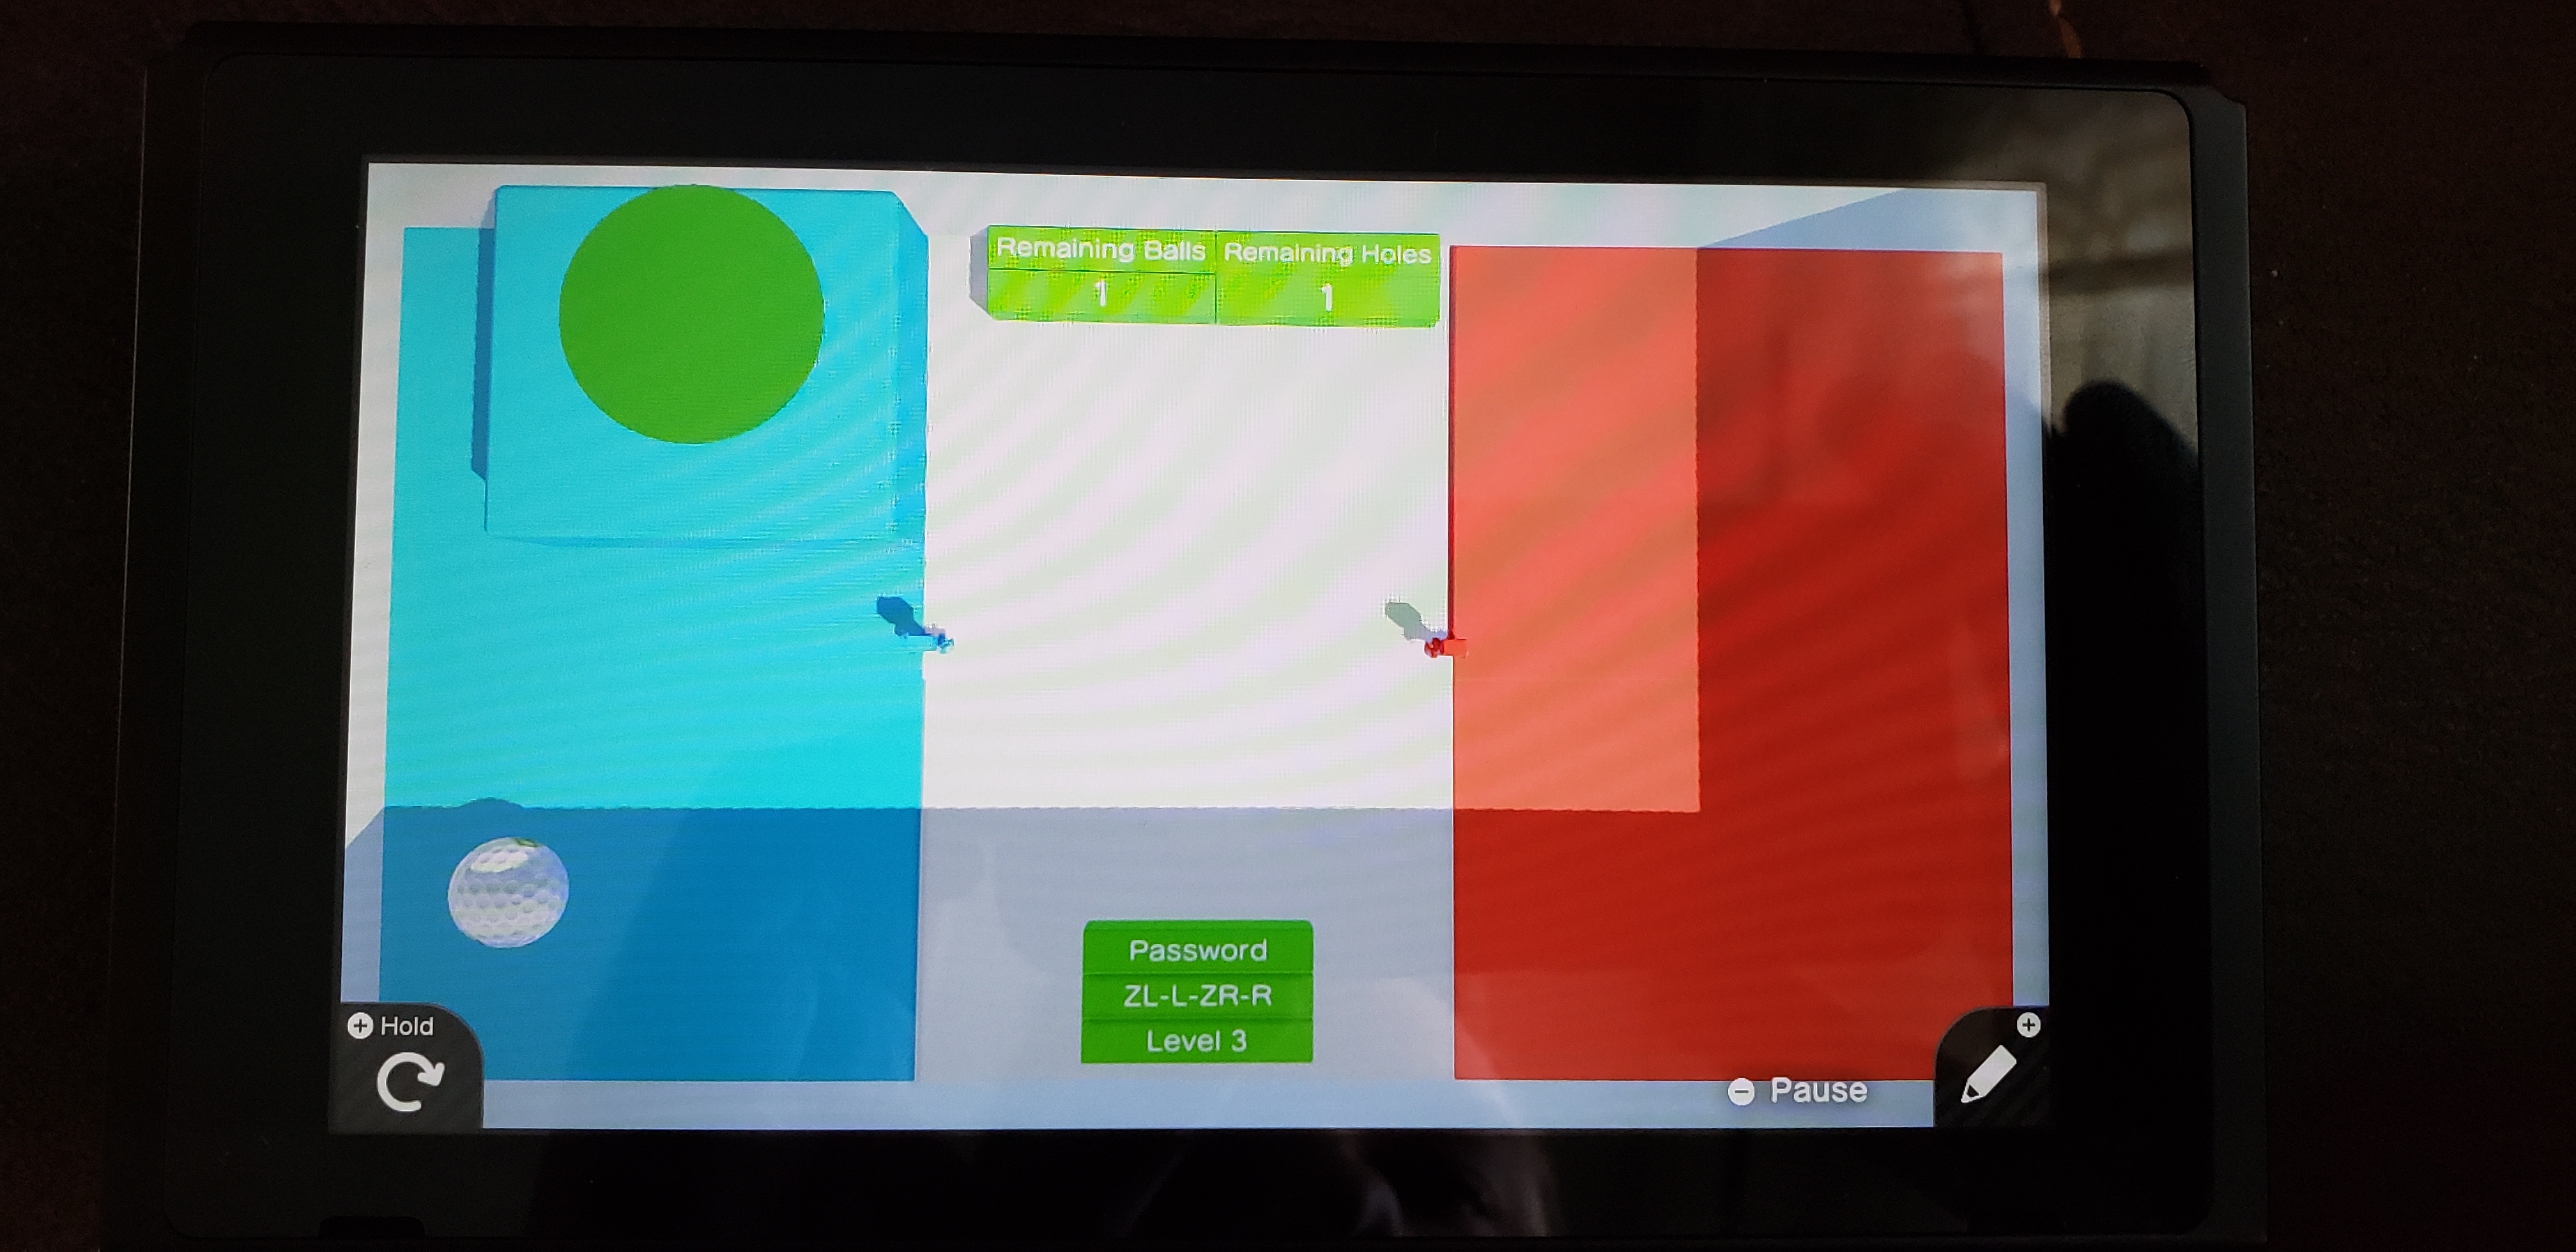 Remaining Balls Remaining Holes
1 1
Password
ZL-L-ZR-R
Level 3
Hold
Pause